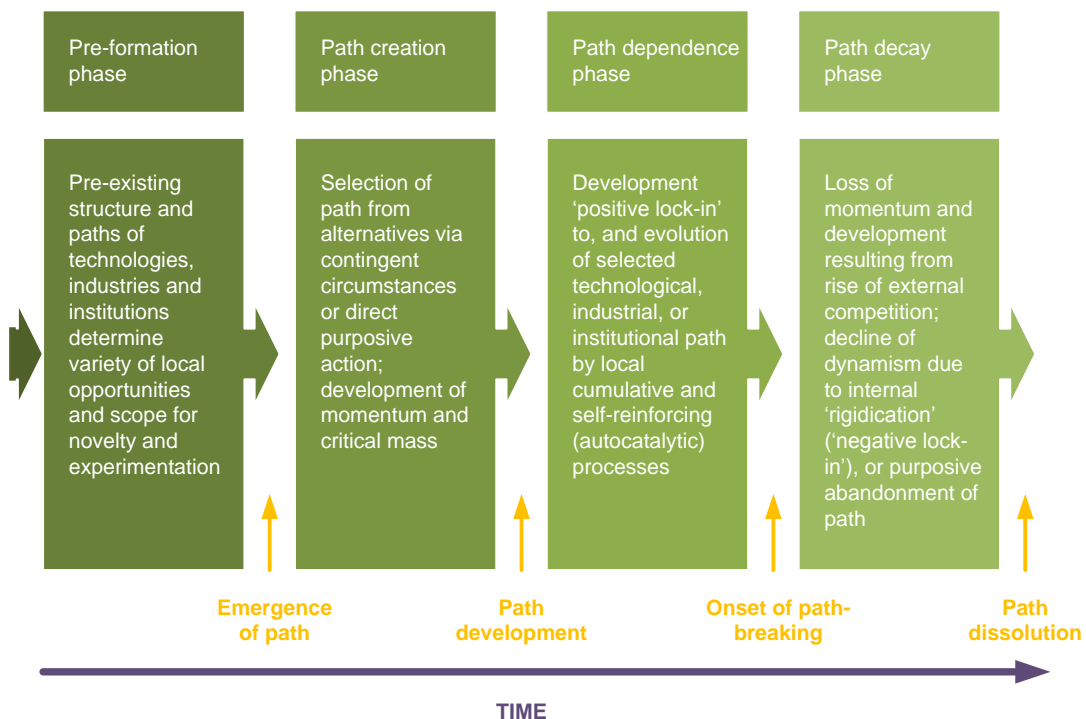 Pre-formation
phase
Path creation
phase
Path dependence
phase
Path decay
phase
Pre-existing
structure and
paths of
technologies,
industries and
institutions
determine
variety of local
opportunities
and scope for
novelty and
experimentation
Selection of
path from
alternatives via
contingent
circumstances
or direct
purposive
action;
development of
momentum and
critical mass
Development
‘positive lock-in’
to, and evolution
of selected
technological,
industrial, or
institutional path
by local
cumulative and
self-reinforcing
(autocatalytic)
processes
Loss of
momentum and
development
resulting from
rise of external
competition;
decline of
dynamism due
to internal
‘rigidication’
(‘negative lock-
in’), or purposive
abandonment of
path
Emergence
of path
Path
development
Onset of path-
breaking
Path
dissolution
TIME